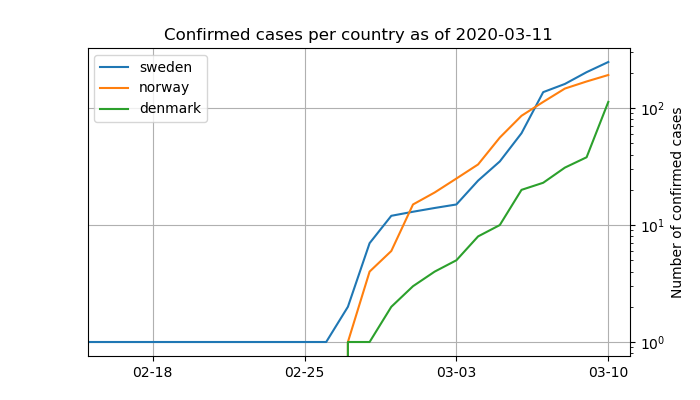 Confirmed cases per country as of 2020-03-11
sweden
norway
denmark
10²
10¹
10⁰
Number of confirmed cases
02-18
02-25
03-03
03-10